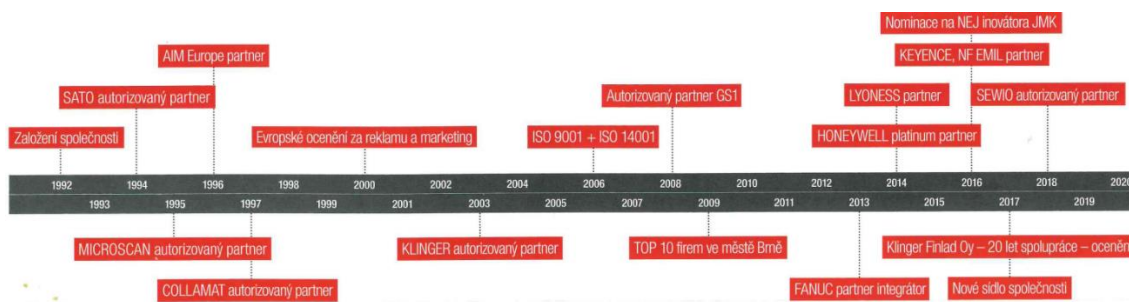 Nominace na NEJ inovátora JMK
AIM Europe partner
KEYENCE, NF EMIL partner
SATO autorizovaný partner
Autorizovaný partner GS1
LYONESS partner
SEWIO autorizovaný partner
Založení společnosti
Evropské ocenění za reklamu a marketing
ISO 9001 + ISO 14001
HONEYWELL platinum partner
1992 1994 1996 1998 2000 2002 2004 2006 2008 2010 2012 2014 2016 2018 2020
1993 1995 1997 1999 2001 2003 2005 2007 2009 2011 2013 2015 2017 2019
MICROSCAN autorizovaný partner
KLINGER autorizovaný partner
TOP 10 firem ve městě Brně
Klinger Finlad Oy – 20 let spolupráce – ocenění
COLLAMAT autorizovaný partner
FANUC partner integrátor
Nové sídlo společnosti